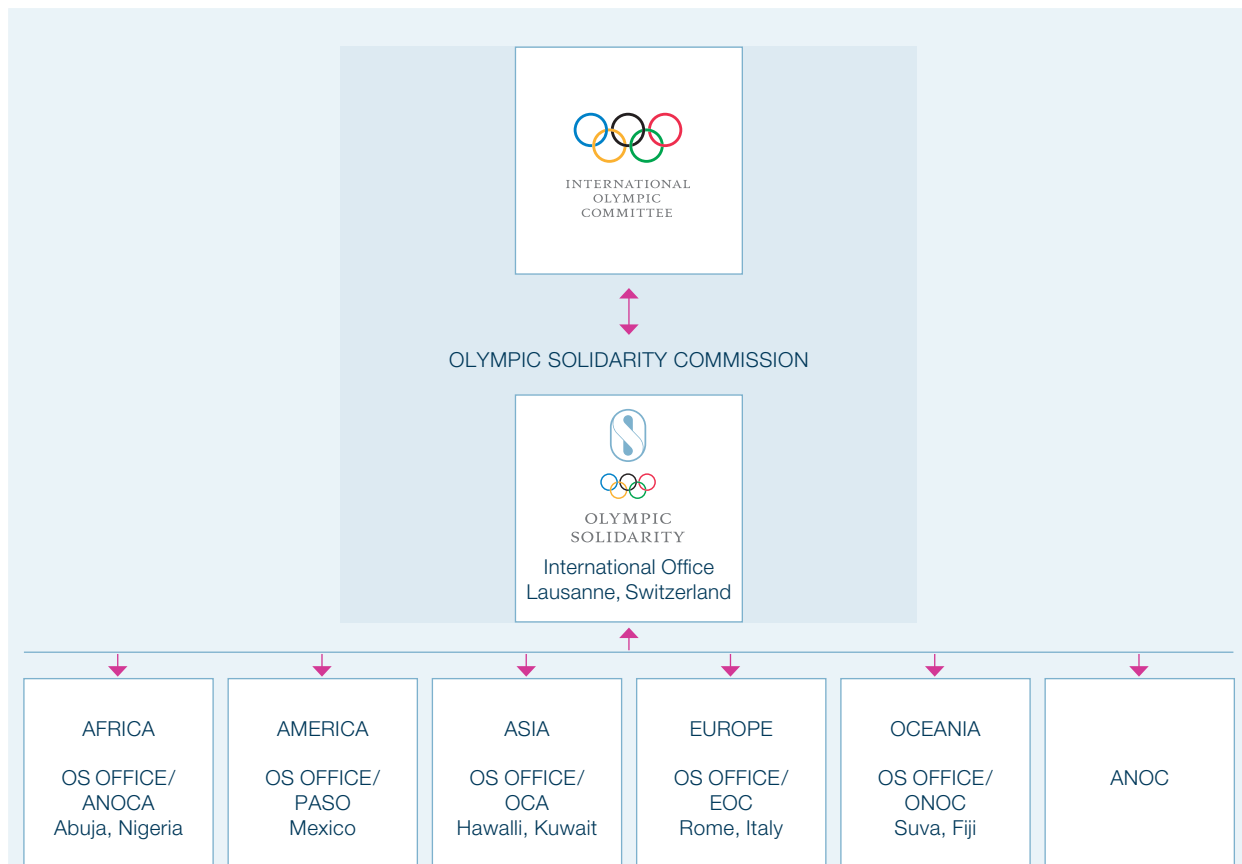 INTERNATIONAL
OLYMPIC
COMMITTEE
OLYMPIC SOLIDARITY COMMISSION
OLYMPIC
SOLIDARITY
International Office
Lausanne, Switzerland
AFRICA
OS OFFICE/
ANOCA
Abuja, Nigeria
AMERICA
OS OFFICE/
PASO
Mexico
ASIA
OS OFFICE/
OCA
Hawalli, Kuwait
EUROPE
OS OFFICE/
EOC
Rome, Italy
OCEANIA
OS OFFICE/
ONOC
Suva, Fiji
ANOC